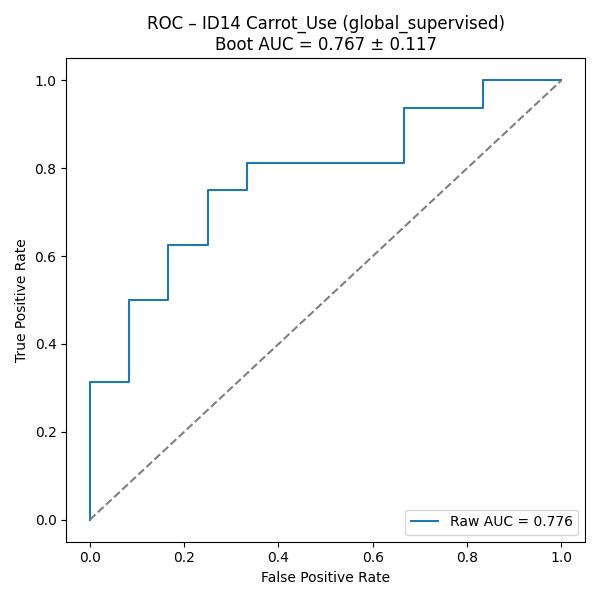 ROC – ID14 Carrot_Use (global_supervised)
Boot AUC = 0.767 ± 0.117
True Positive Rate
1.0
0.8
0.6
0.4
0.2
0.0
Raw AUC = 0.776
0.0 0.2 0.4 0.6 0.8 1.0
False Positive Rate